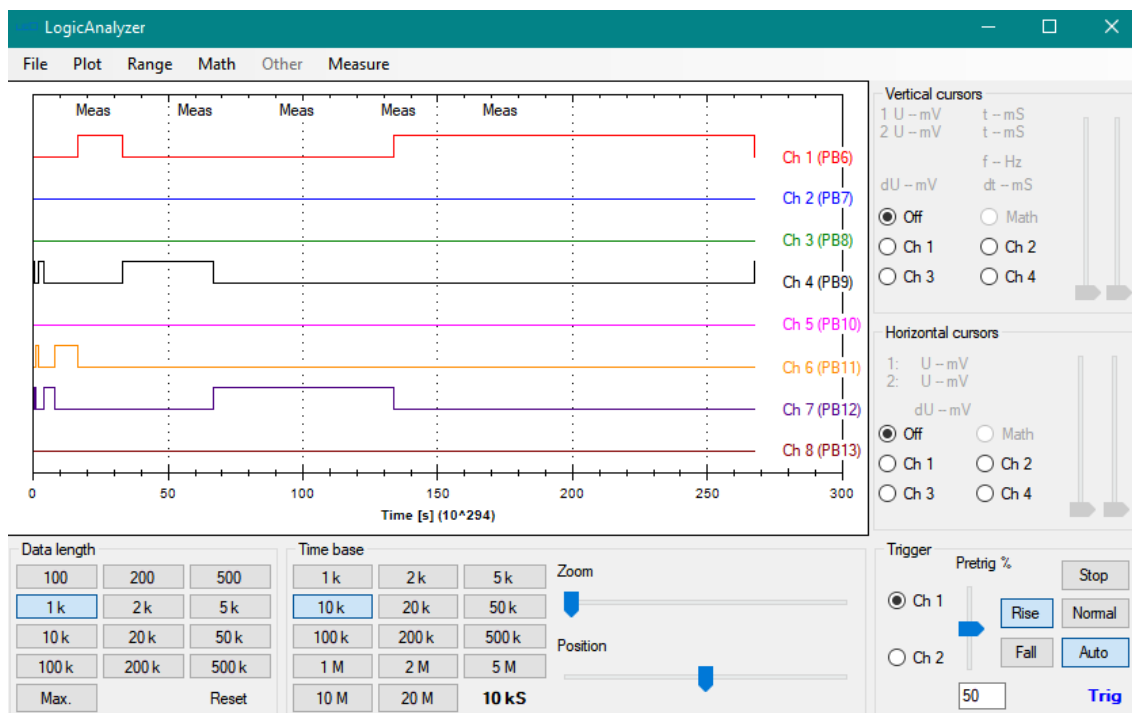 LogicAnalyzer
File Plot Range Math Other Measure
Meas Meas Meas Meas Meas
Ch 1 (PB6)
Ch 2 (PB7)
Ch 3 (PB8)
Ch 4 (PB9)
Ch 5 (PB10)
Ch 6 (PB11)
Ch 7 (PB12)
Ch 8 (PB13)
0 50 100 150 200 250 300
Time [s] (10^294)
Vertical cursors
1 U -- mV t -- mS
2 U -- mV t -- mS
f -- Hz
dU -- mV dt -- mS
Off Math
Ch 1 Ch 2
Ch 3 Ch 4
Horizontal cursors
1: U -- mV
2: U -- mV
dU -- mV
Off Math
Ch 1 Ch 2
Ch 3 Ch 4
Data length
100 200 500
1 k 2 k 5 k
10 k 20 k 50 k
100 k 200 k 500 k
Max. Reset
Time base
1 k 2 k 5 k
10 k 20 k 50 k
100 k 200 k 500 k
1 M 2 M 5 M
10 M 20 M 10 kS
Zoom
Position
Trigger
Pretrig %
Stop
Ch 1 Rise Normal
Ch 2 Fall Auto
50 Trig